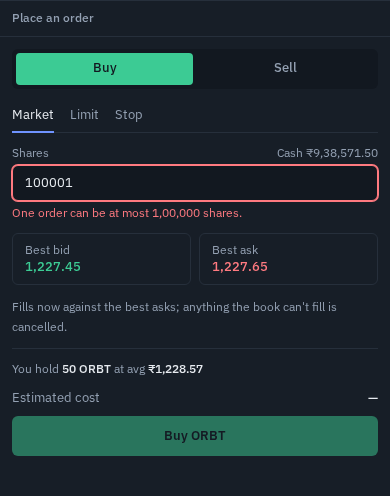 Place an order
Buy
Sell
Market
Limit
Stop
Shares
Cash ₹9,38,571.50
100001
One order can be at most 1,00,000 shares.
Best bid
1,227.45
Best ask
1,227.65
Fills now against the best asks; anything the book can't fill is
cancelled.
You hold 50 ORBT at avg ₹1,228.57
Estimated cost
—
Buy ORBT